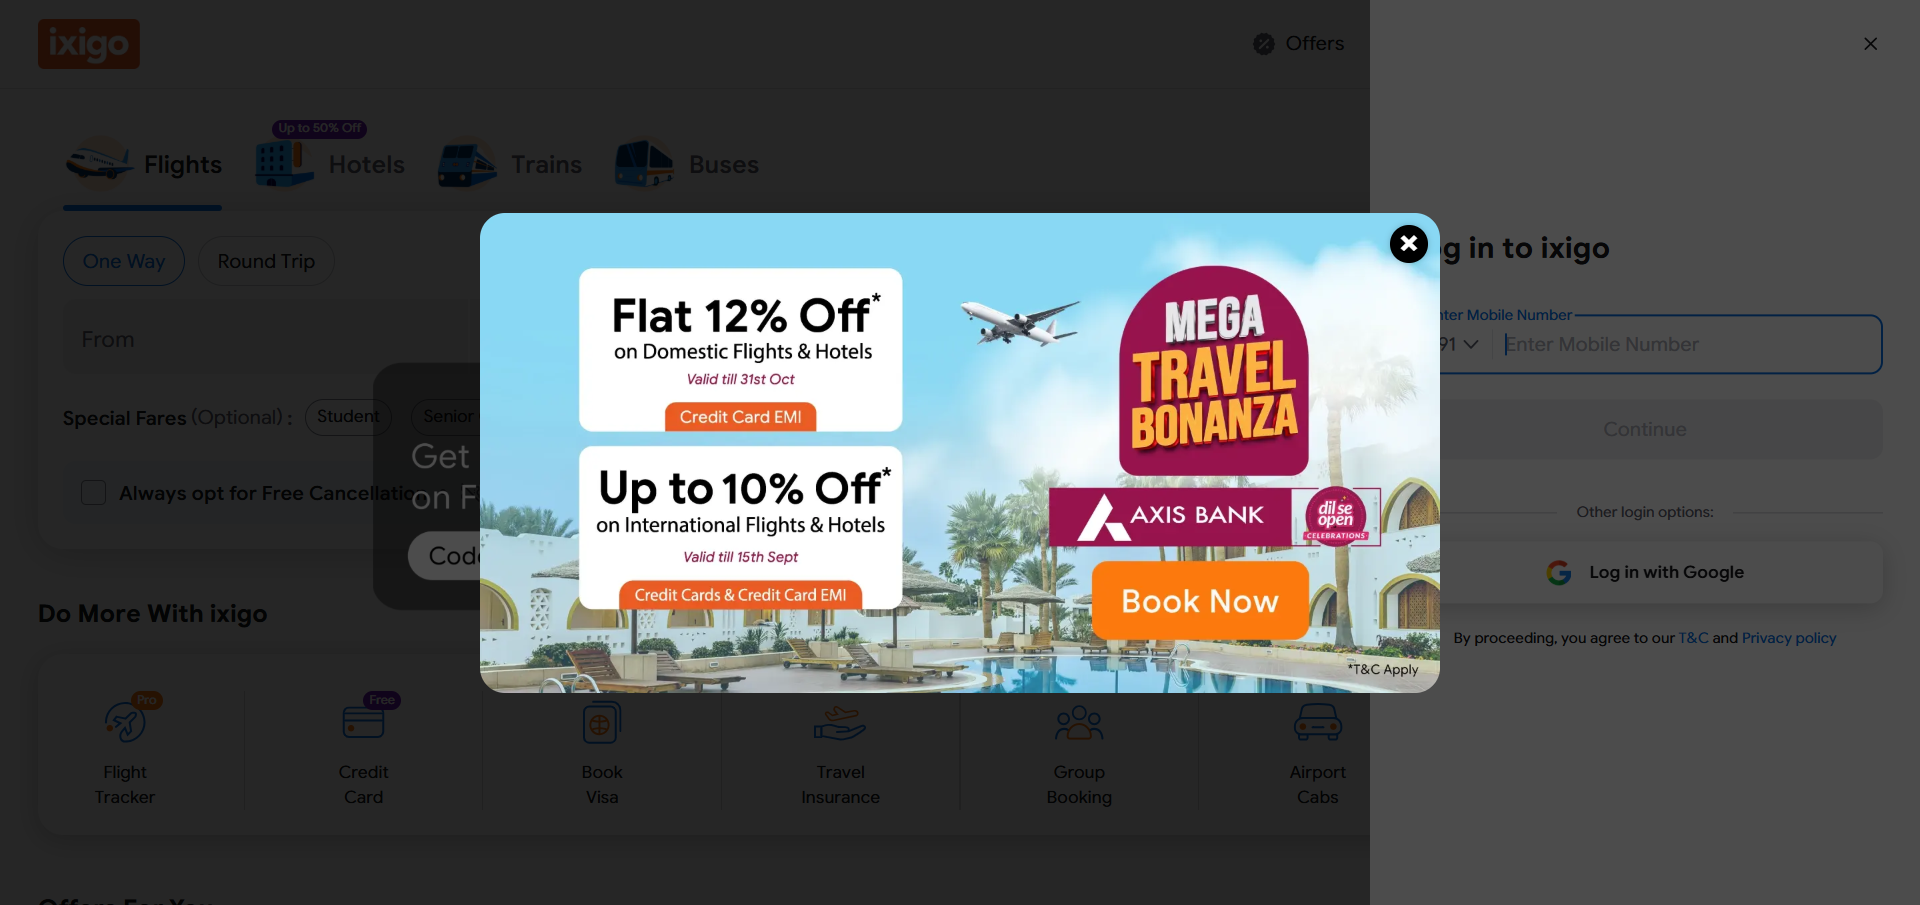 ixigo
Offers
Up to 50% Off
Flights
Hotels
Trains
Buses
One Way
Round Trip
From
Special Fares (Optional) :
Student
Senior
Always opt for Free Cancellatio
Get
on F
Code
Do More With ixigo
Pro
Flight
Tracker
Free
Credit
Card
Book
Visa
Travel
Insurance
Group
Booking
Airport
Cabs
Offers For You
Flat 12% Off*
on Domestic Flights & Hotels
Valid till 31st Oct
Credit Card EMI
Up to 10% Off*
on International Flights & Hotels
Valid till 15th Sept
Credit Cards & Credit Card EMI
MEGA
TRAVEL
BONANZA
AXIS BANK
dil se
open
CELEBRATIONS
Book Now
*T&C Apply
g in to ixigo
nter Mobile Number
91
Enter Mobile Number
Continue
Other login options:
Log in with Google
By proceeding, you agree to our T&C and Privacy policy